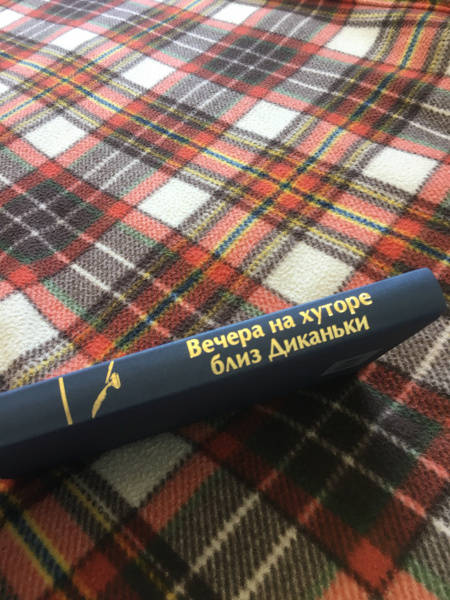 Вечера на хуторе
близ Диканьки